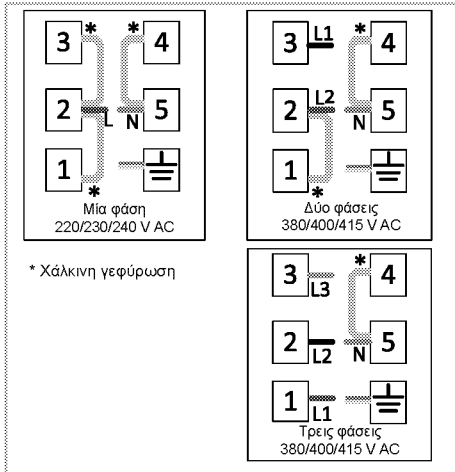 3 * * 4
2 L N 5
1 *
Μία φάση
220/230/240 V AC
3 L1 * 4
2 L2 N 5
1 *
Δύο φάσεις
380/400/415 V AC
* Χάλκινη γεφύρωση
3 L3 * 4
2 L2 N 5
1 L1
Τρεις φάσεις
380/400/415 V AC